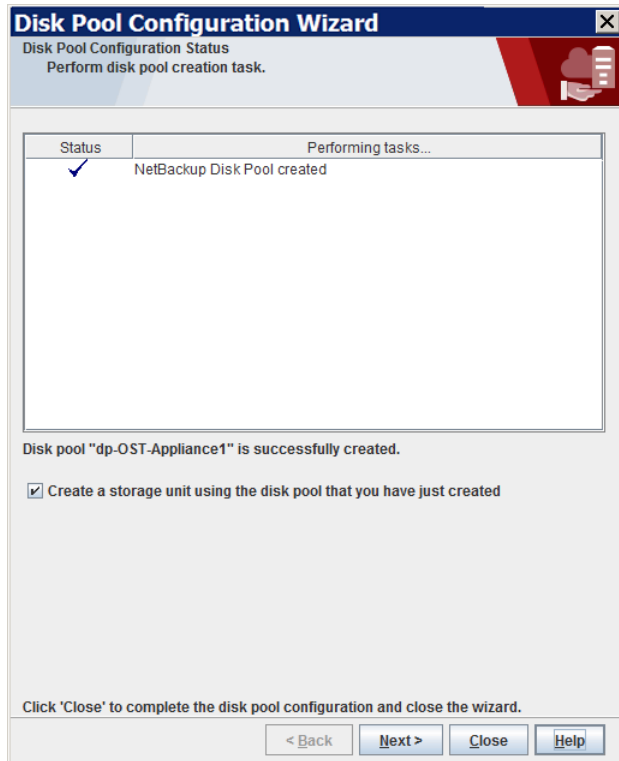 Disk Pool Configuration Wizard
Disk Pool Configuration Status
Perform disk pool creation task.
Status Performing tasks...
NetBackup Disk Pool created
Disk pool "dp-OST-Appliance1" is successfully created.
Create a storage unit using the disk pool that you have just created
Click 'Close' to complete the disk pool configuration and close the wizard.
< Back Next > Close Help